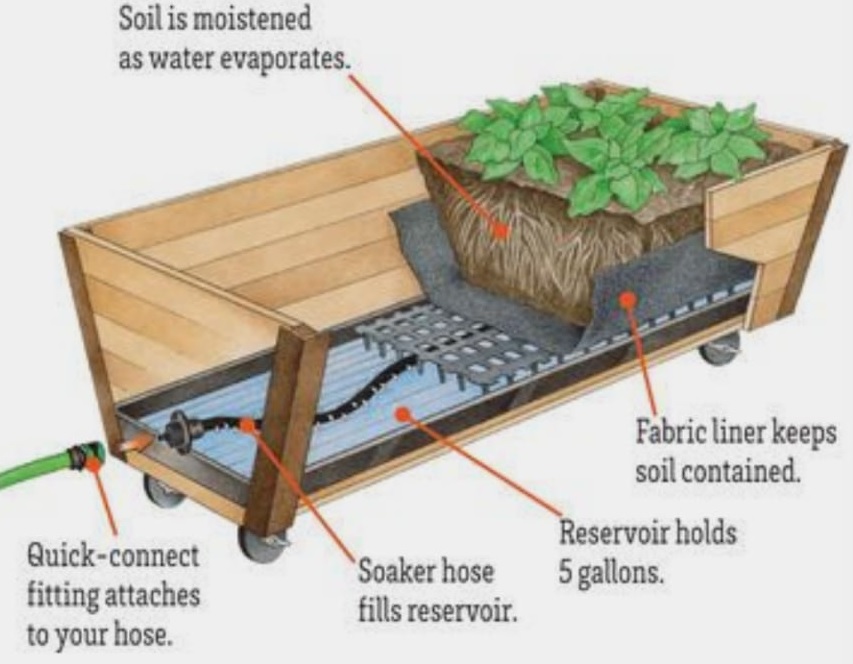 Soil is moistened
as water evaporates.
Fabric liner keeps
soil contained.
Reservoir holds
5 gallons.
Soaker hose
fills reservoir.
Quick-connect
fitting attaches
to your hose.